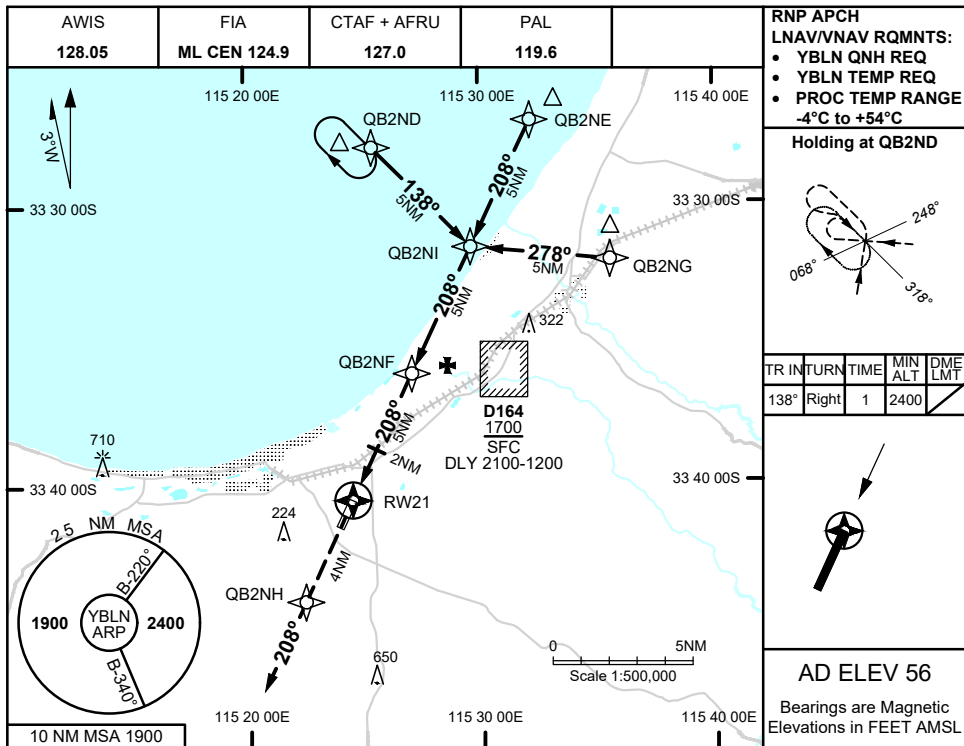 AWIS
128.05
FIA
ML CEN 124.9
CTAF + AFRU
127.0
PAL
119.6
RNP APCH
LNAV/VNAV RQMNTS:
• YBLN QNH REQ
• YBLN TEMP REQ
• PROC TEMP RANGE
-4°C to +54°C
115 20 00E
115 30 00E
115 40 00E
3°W
QB2ND
QB2NE
138°
5NM
208°
5NM
33 30 00S
33 30 00S
QB2NI
278°
5NM
QB2NG
208°
5NM
322
QB2NF
D164
1700
SFC
DLY 2100-1200
208°
5NM
2NM
710
33 40 00S
33 40 00S
RW21
224
4NM
QB2NH
208°
650
25 NM MSA
B-220°
1900
YBLN
ARP
2400
B-340°
10 NM MSA 1900
0
5NM
Scale 1:500,000
115 20 00E
115 30 00E
115 40 00E
Holding at QB2ND
248°
068°
318°
TR IN
TURN
TIME
MIN
ALT
DME
LMT
138°
Right
1
2400
AD ELEV 56
Bearings are Magnetic
Elevations in FEET AMSL